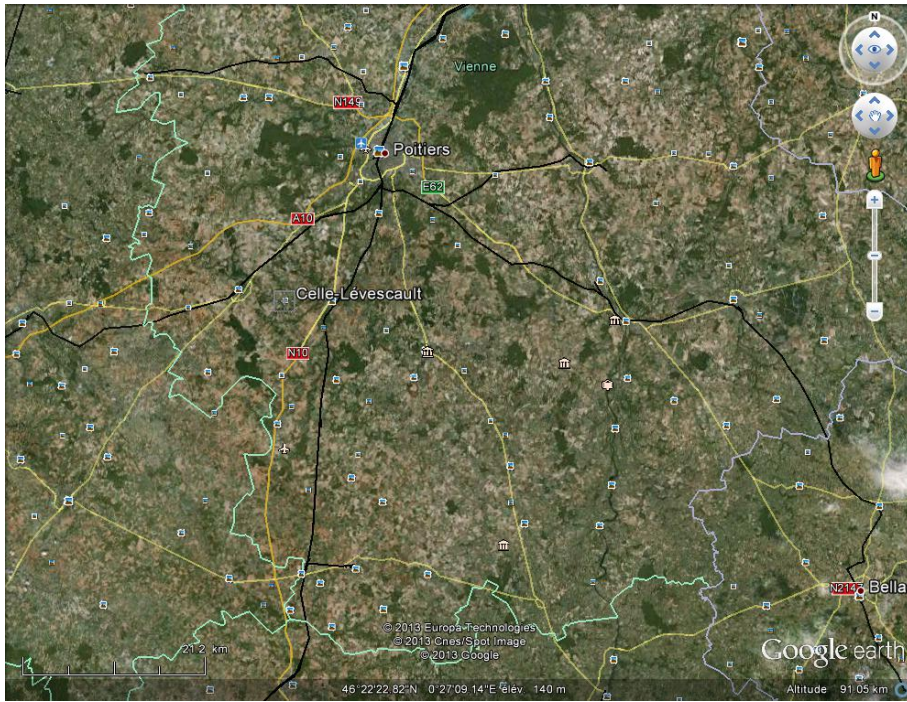 N
Vienne
N149
Poitiers
E62
A10
Celle-Lévescault
N10
N147
Bella
© 2013 Europa Technologies
© 2013 Cnes/Spot Image
© 2013 Google
21.2 km
Google earth
46°22'22.82"N 0°27'09.14"E élév 140 m
Altitude 91.05 km